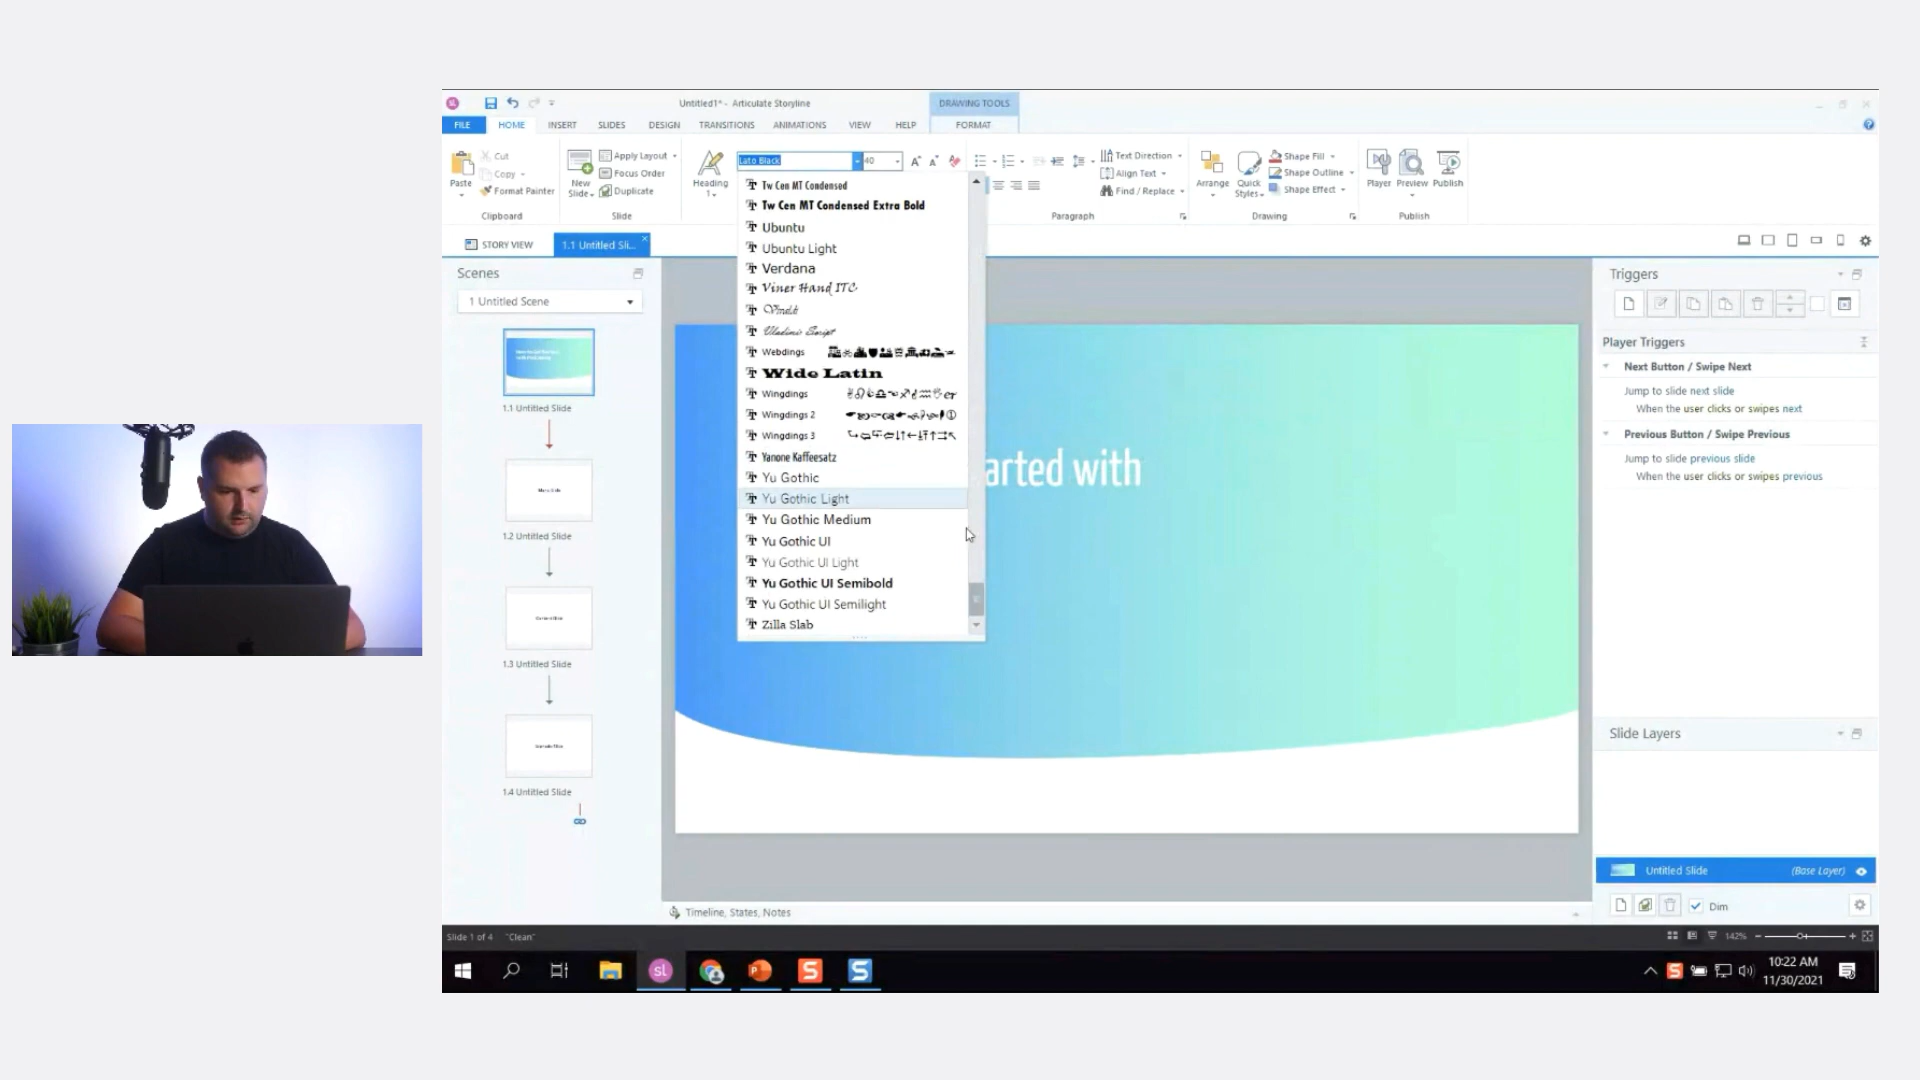 Untitled1* - Articulate Storyline
DRAWING TOOLS
FILE
HOME
INSERT
SLIDES
DESIGN
TRANSITIONS
ANIMATIONS
VIEW
HELP
FORMAT
Paste
Cut
Copy
Format Painter
Clipboard
New Slide
Apply Layout
Focus Order
Duplicate
Slide
Heading 1
Lato Black
40
Text Direction
Align Text
Find / Replace
Paragraph
Arrange
Quick Styles
Shape Fill
Shape Outline
Shape Effect
Drawing
Player
Preview
Publish
Publish
STORY VIEW
1.1 Untitled Sli...
Scenes
1 Untitled Scene
1.1 Untitled Slide
1.2 Untitled Slide
1.3 Untitled Slide
1.4 Untitled Slide
Tw Cen MT Condensed
Tw Cen MT Condensed Extra Bold
Ubuntu
Ubuntu Light
Verdana
Viner Hand ITC
Vivaldi
Vladimir Script
Webdings
Wide Latin
Wingdings
Wingdings 2
Wingdings 3
Yanone Kaffeesatz
Yu Gothic
Yu Gothic Light
Yu Gothic Medium
Yu Gothic UI
Yu Gothic UI Light
Yu Gothic UI Semibold
Yu Gothic UI Semilight
Zilla Slab
arted with
Triggers
Player Triggers
Next Button / Swipe Next
Jump to slide next slide
When the user clicks or swipes next
Previous Button / Swipe Previous
Jump to slide previous slide
When the user clicks or swipes previous
Slide Layers
Untitled Slide
(Base Layer)
Dim
Timeline, States, Notes
Slide 1 of 4
"Clean"
142%
10:22 AM
11/30/2021